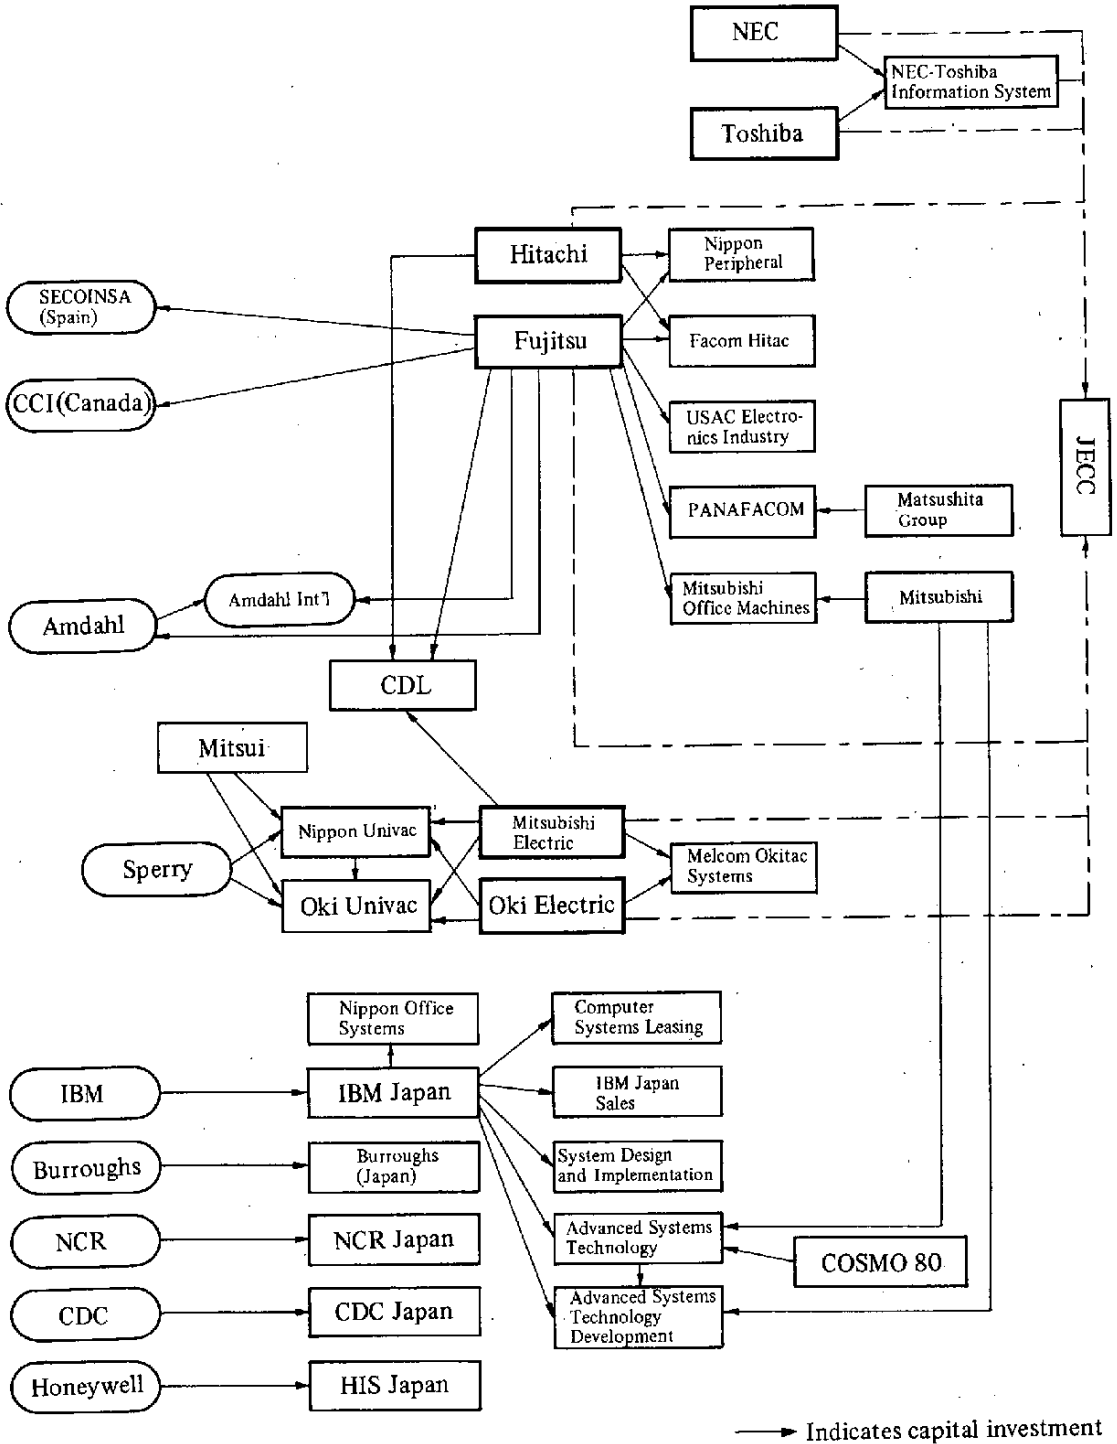 NEC
NEC-Toshiba
Information System
Toshiba
Hitachi
Nippon
Peripheral
SECOINSA
(Spain)
Fujitsu
Facom Hitac
CCI(Canada)
USAC Electro-
nics Industry
JECC
PANAFACOM
Matsushita
Group
Amdahl Int'l
Amdahl
Mitsubishi
Office Machines
Mitsubishi
CDL
Mitsui
Nippon Univac
Mitsubishi
Electric
Sperry
Melcom Okitac
Systems
Oki Univac
Oki Electric
Nippon Office
Systems
Computer
Systems Leasing
IBM
IBM Japan
IBM Japan
Sales
Burroughs
Burroughs
(Japan)
System Design
and Implementation
NCR
NCR Japan
Advanced Systems
Technology
COSMO 80
CDC
CDC Japan
Advanced Systems
Technology
Development
Honeywell
HIS Japan
Indicates capital investment